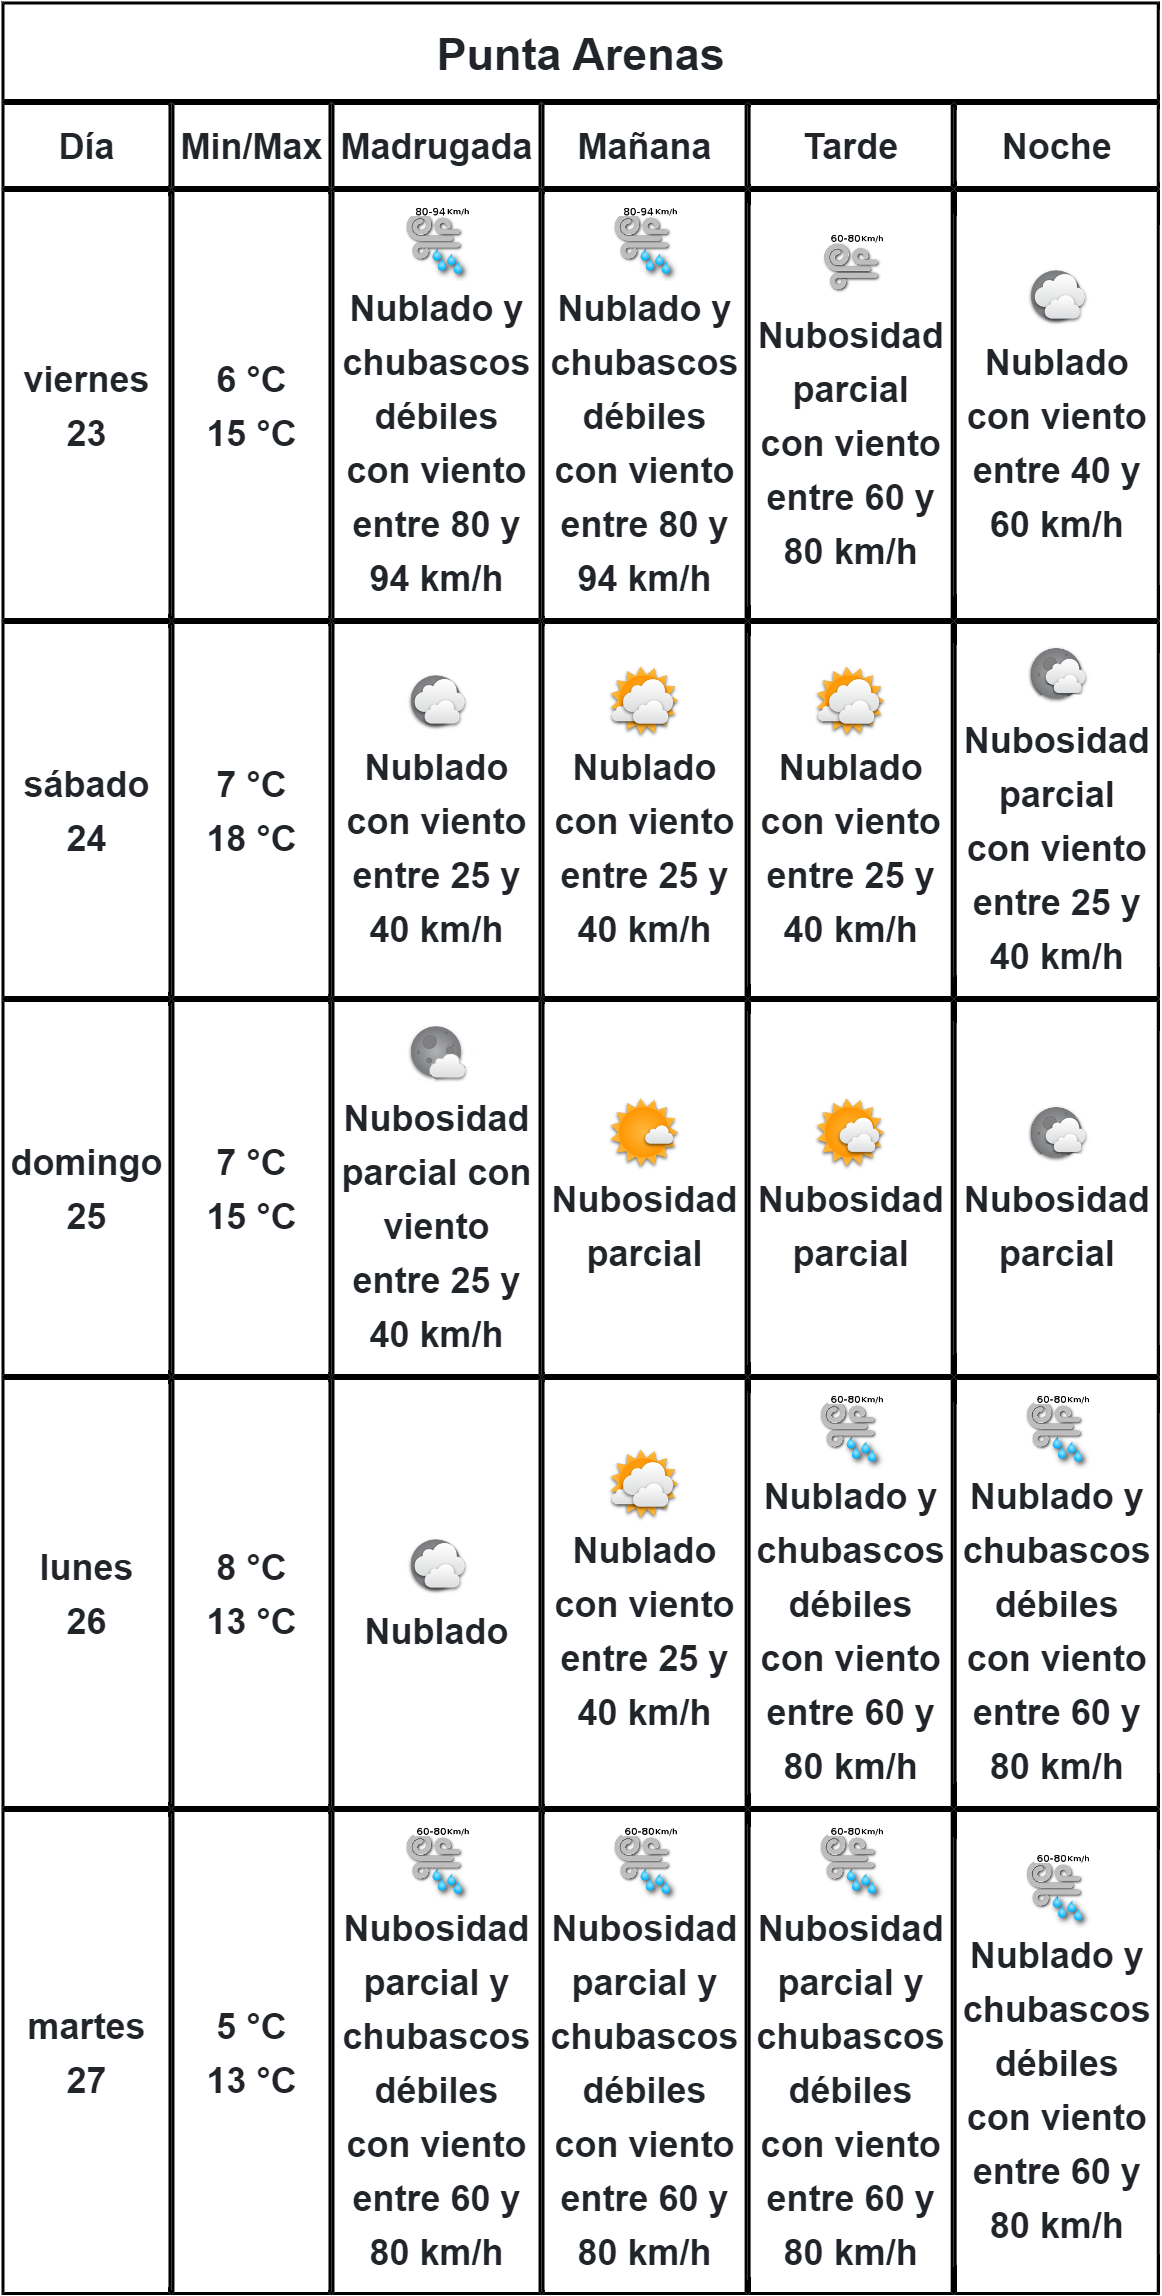 Punta Arenas
Día
Min/Max
Madrugada
Mañana
Tarde
Noche
viernes
23
6 °C
15 °C
80-94 Km/h
Nublado y
chubascos
débiles
con viento
entre 80 y
94 km/h
80-94 Km/h
Nublado y
chubascos
débiles
con viento
entre 80 y
94 km/h
60-80 Km/h
Nubosidad
parcial
con viento
entre 60 y
80 km/h
Nublado
con viento
entre 40 y
60 km/h
sábado
24
7 °C
18 °C
Nublado
con viento
entre 25 y
40 km/h
Nublado
con viento
entre 25 y
40 km/h
Nublado
con viento
entre 25 y
40 km/h
Nubosidad
parcial
con viento
entre 25 y
40 km/h
domingo
25
7 °C
15 °C
Nubosidad
parcial con
viento
entre 25 y
40 km/h
Nubosidad
parcial
Nubosidad
parcial
Nubosidad
parcial
lunes
26
8 °C
13 °C
Nublado
Nublado
con viento
entre 25 y
40 km/h
60-80 Km/h
Nublado y
chubascos
débiles
con viento
entre 60 y
80 km/h
60-80 Km/h
Nublado y
chubascos
débiles
con viento
entre 60 y
80 km/h
martes
27
5 °C
13 °C
60-80 Km/h
Nubosidad
parcial y
chubascos
débiles
con viento
entre 60 y
80 km/h
60-80 Km/h
Nubosidad
parcial y
chubascos
débiles
con viento
entre 60 y
80 km/h
60-80 Km/h
Nubosidad
parcial y
chubascos
débiles
con viento
entre 60 y
80 km/h
60-80 Km/h
Nublado y
chubascos
débiles
con viento
entre 60 y
80 km/h